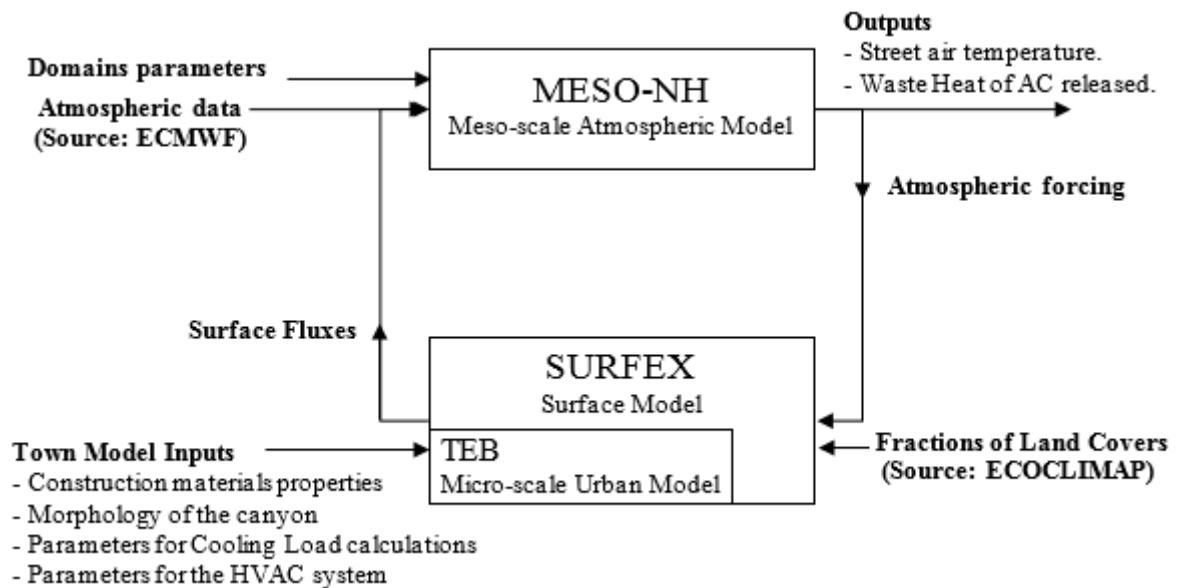 Outputs
- Street air temperature.
- Waste Heat of AC released.
Domains parameters
Atmospheric data
(Source: ECMWF)
MESO-NH
Meso-scale Atmospheric Model
Atmospheric forcing
Surface Fluxes
SURFEX
Surface Model
TEB
Micro-scale Urban Model
Fractions of Land Covers
(Source: ECOCLIMAP)
Town Model Inputs
- Construction materials properties
- Morphology of the canyon
- Parameters for Cooling Load calculations
- Parameters for the HVAC system